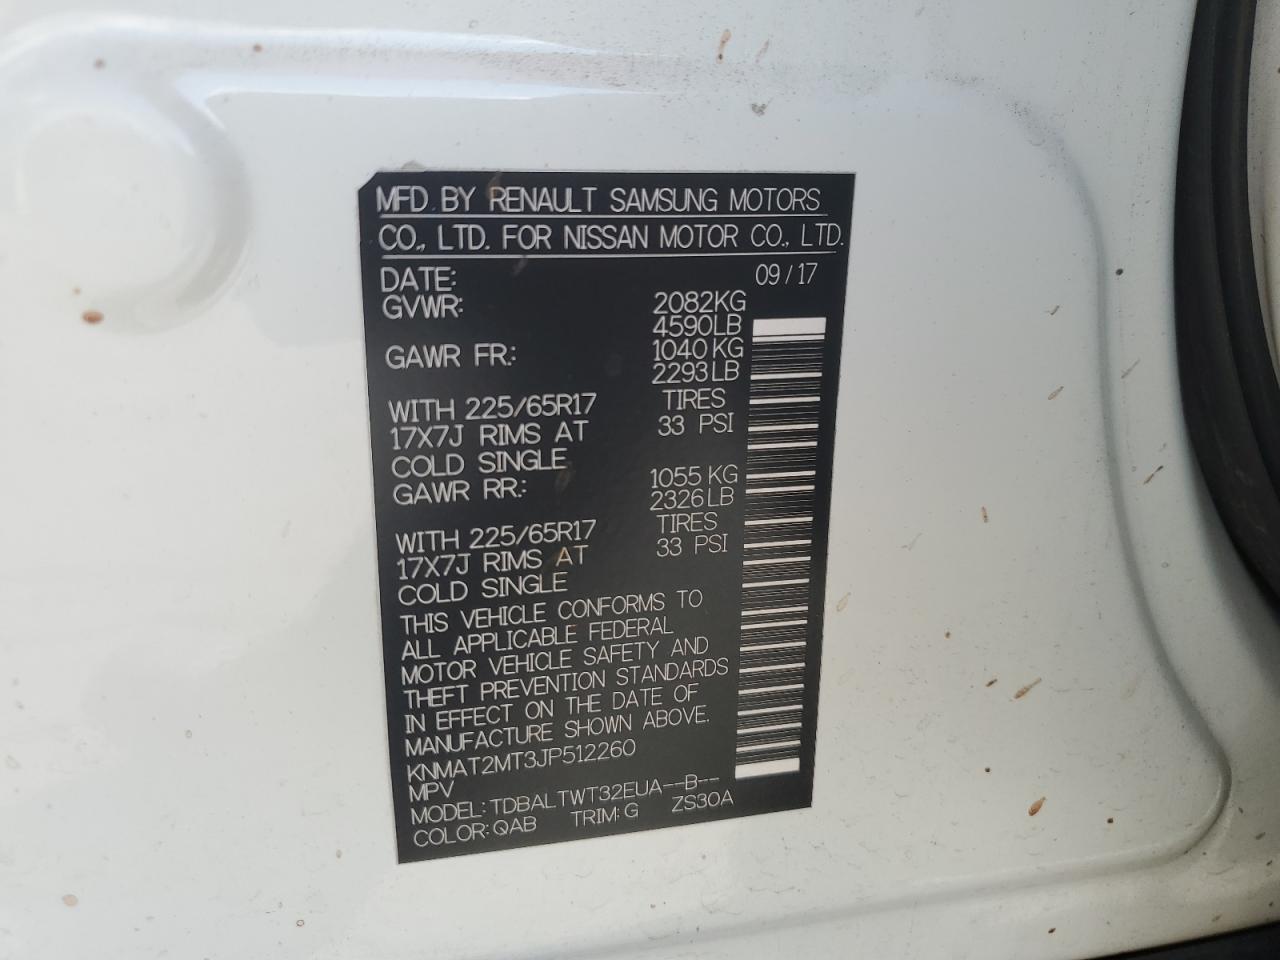 MFD. BY RENAULT SAMSUNG MOTORS
CO., LTD. FOR NISSAN MOTOR CO., LTD.
DATE: 09/17
GVWR: 2082KG
4590LB
GAWR FR.: 1040KG
2293LB
WITH 225/65R17 TIRES
17X7J RIMS AT 33 PSI
COLD SINGLE
GAWR RR.: 1055KG
2326LB
WITH 225/65R17 TIRES
17X7J RIMS AT 33 PSI
COLD SINGLE
THIS VEHICLE CONFORMS TO
ALL APPLICABLE FEDERAL
MOTOR VEHICLE SAFETY AND
THEFT PREVENTION STANDARDS
IN EFFECT ON THE DATE OF
MANUFACTURE SHOWN ABOVE.
KNMAT2MT3JP512260
MPV
MODEL: TDBALTWT32EUA--B--
COLOR: QAB TRIM: G ZS30A